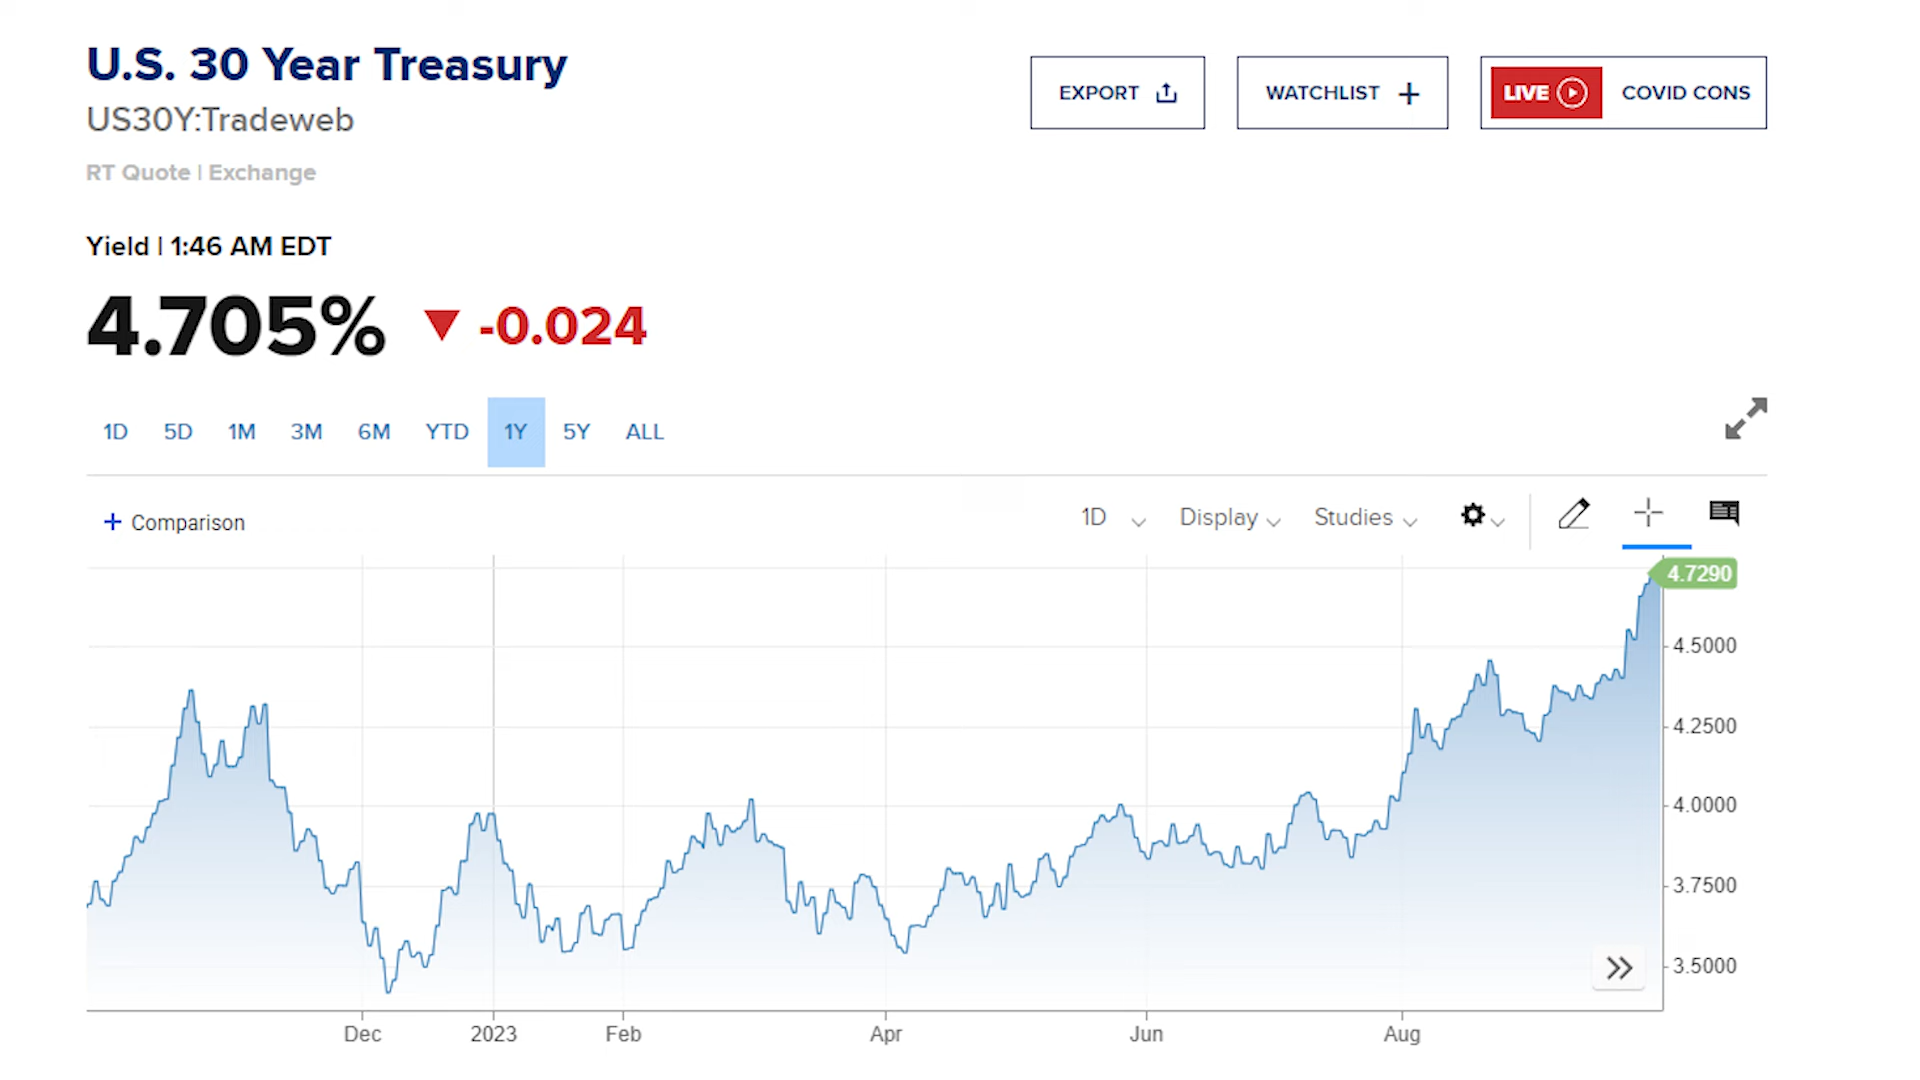 U.S. 30 Year Treasury
US30Y:Tradeweb
RT Quote | Exchange
EXPORT
WATCHLIST +
LIVE COVID CONS
Yield | 1:46 AM EDT
4.705% ▼ -0.024
1D 5D 1M 3M 6M YTD 1Y 5Y ALL
+ Comparison
1D Display Studies
4.7290
4.5000
4.2500
4.0000
3.7500
3.5000
Dec 2023 Feb Apr Jun Aug